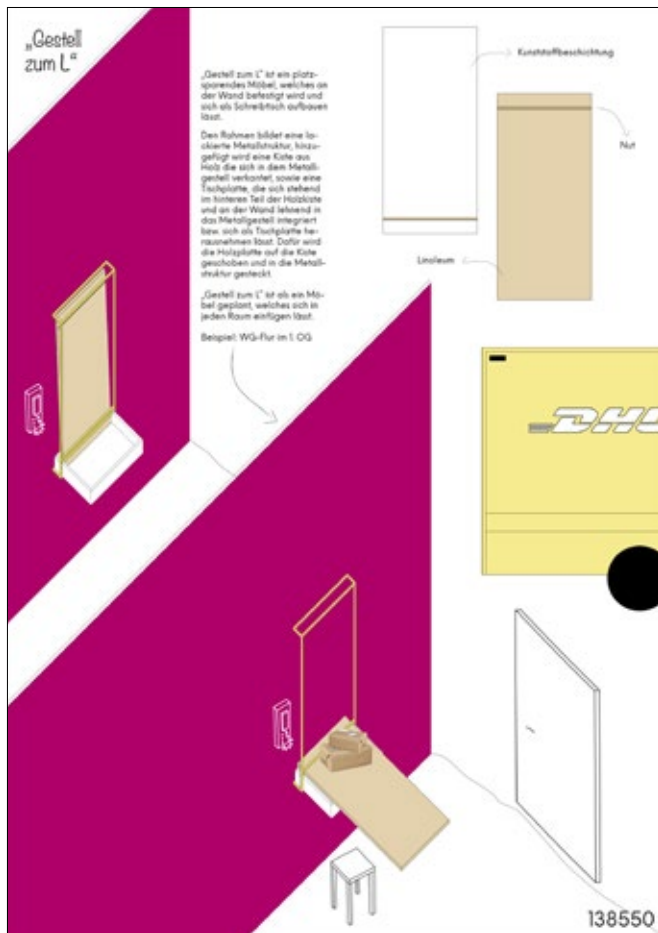 „Gestell
zum L“
„Gestell zum L“ ist ein platz-
sparendes Möbel, welches an
der Wand befestigt wird und
sich als Schreibtisch aufbauen
lässt.
Den Rahmen bildet eine la-
ckierte Metallstruktur, hinzu-
gefügt wird eine Kiste aus
Holz die sich in dem Metall-
gestell verkantet, sowie eine
Tischplatte, die sich stehend
im hinteren Teil der Holzkiste
und an der Wand lehnend in
das Metallgestell integriert
bzw. sich als Tischplatte he-
rausnehmen lässt. Dafür wird
die Holzplatte auf die Kiste
geschoben und in die Metall-
struktur gesteckt.
„Gestell zum L“ ist als ein Mö-
bel geplant, welches sich in
jeden Raum einfügen lässt.
Beispiel: WG-Flur im 1. OG
Kunststoffbeschichtung
Nut
Linoleum
DHL
138550